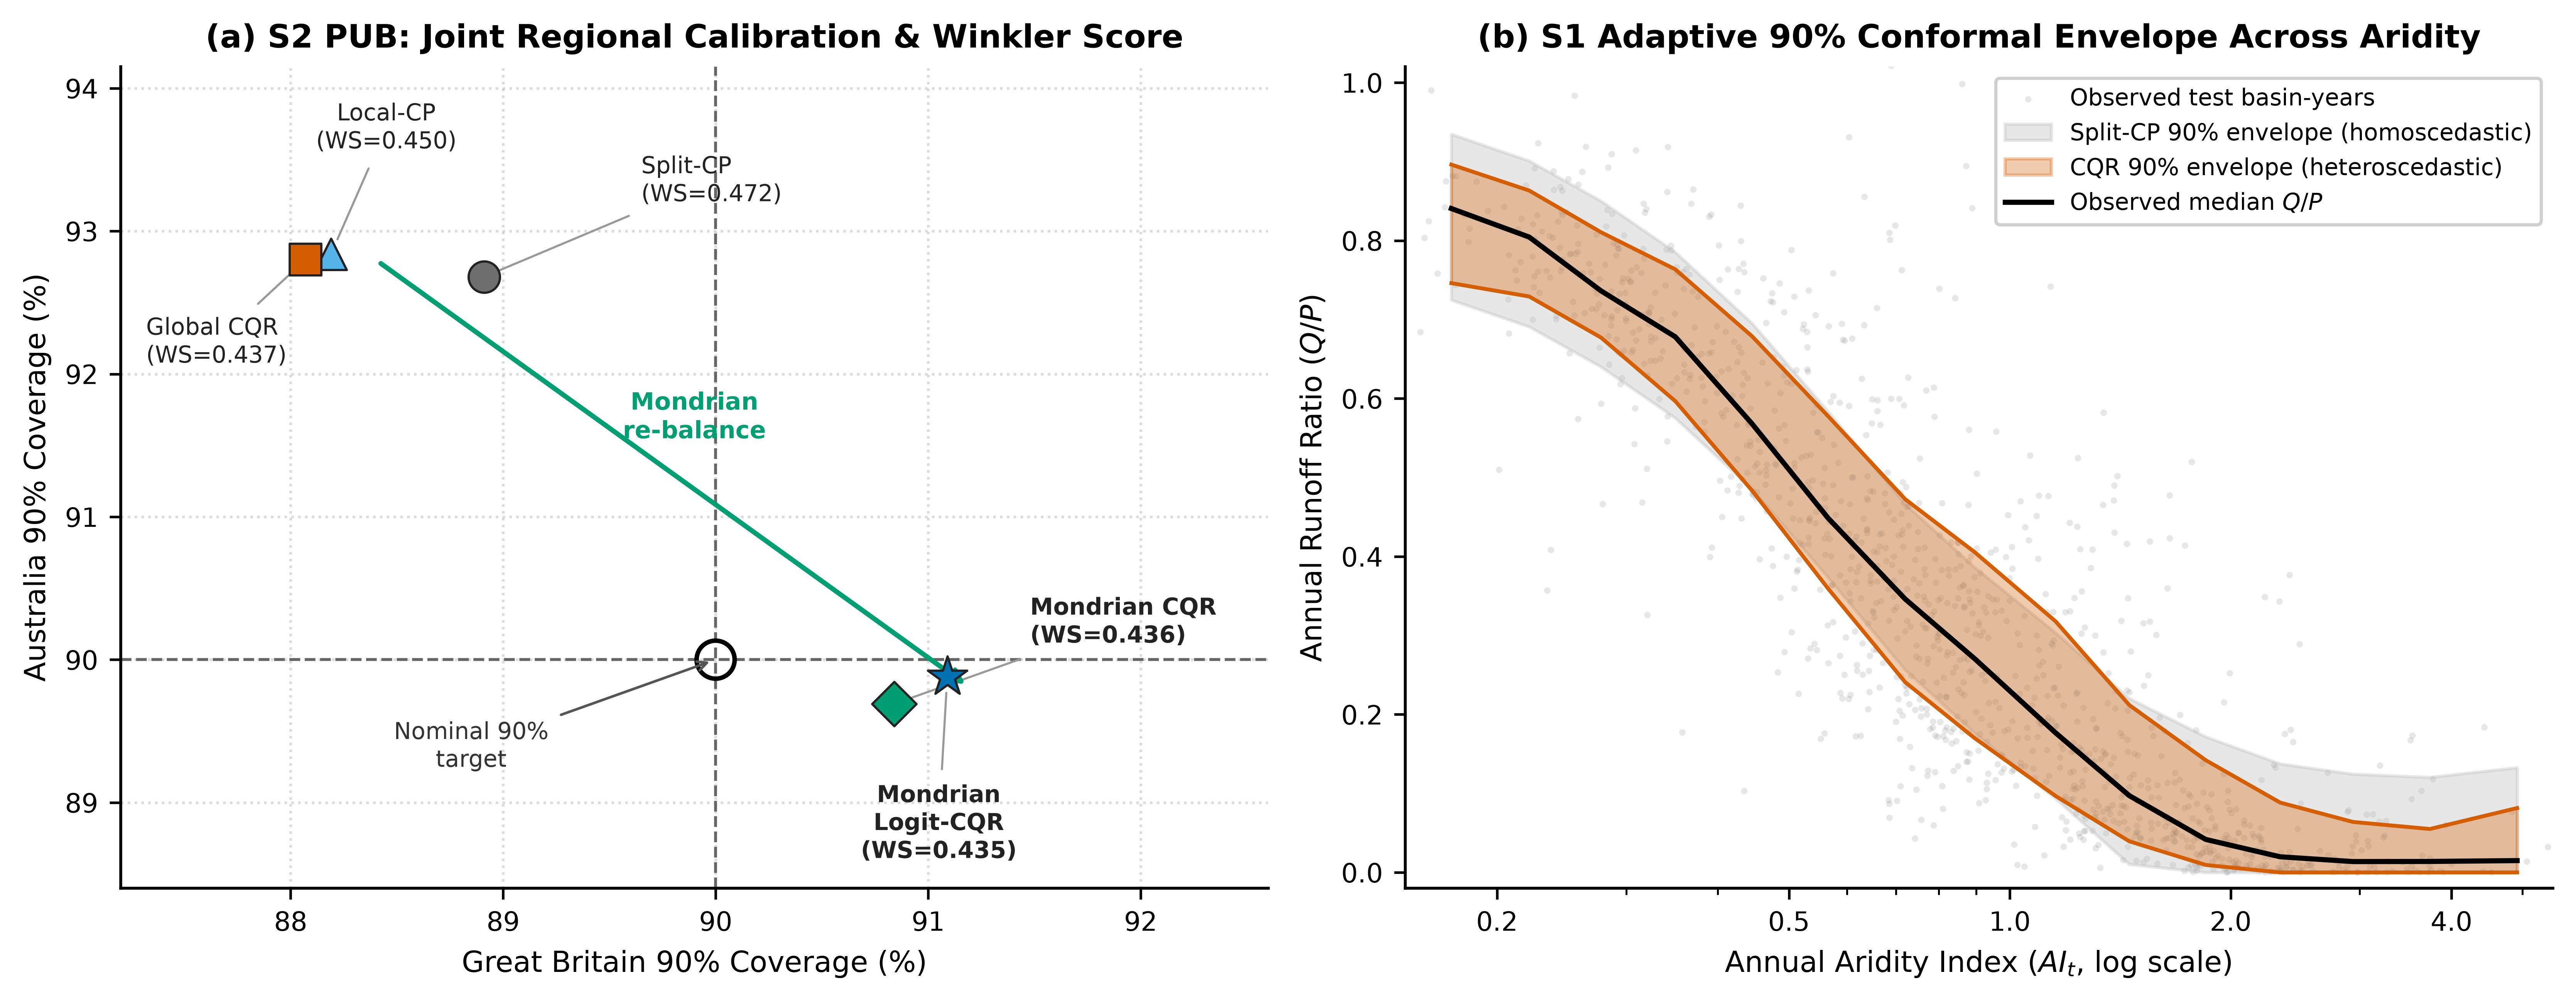 (a) S2 PUB: Joint Regional Calibration & Winkler Score
Australia 90% Coverage (%)
94
93
92
91
90
89
Local-CP
(WS=0.450)
Split-CP
(WS=0.472)
Global CQR
(WS=0.437)
Mondrian
re-balance
Mondrian CQR
(WS=0.436)
Nominal 90%
target
Mondrian
Logit-CQR
(WS=0.435)
88
89
90
91
92
Great Britain 90% Coverage (%)
(b) S1 Adaptive 90% Conformal Envelope Across Aridity
Annual Runoff Ratio (Q/P)
1.0
0.8
0.6
0.4
0.2
0.0
Observed test basin-years
Split-CP 90% envelope (homoscedastic)
CQR 90% envelope (heteroscedastic)
Observed median Q/P
0.2
0.5
1.0
2.0
4.0
Annual Aridity Index (AIt, log scale)